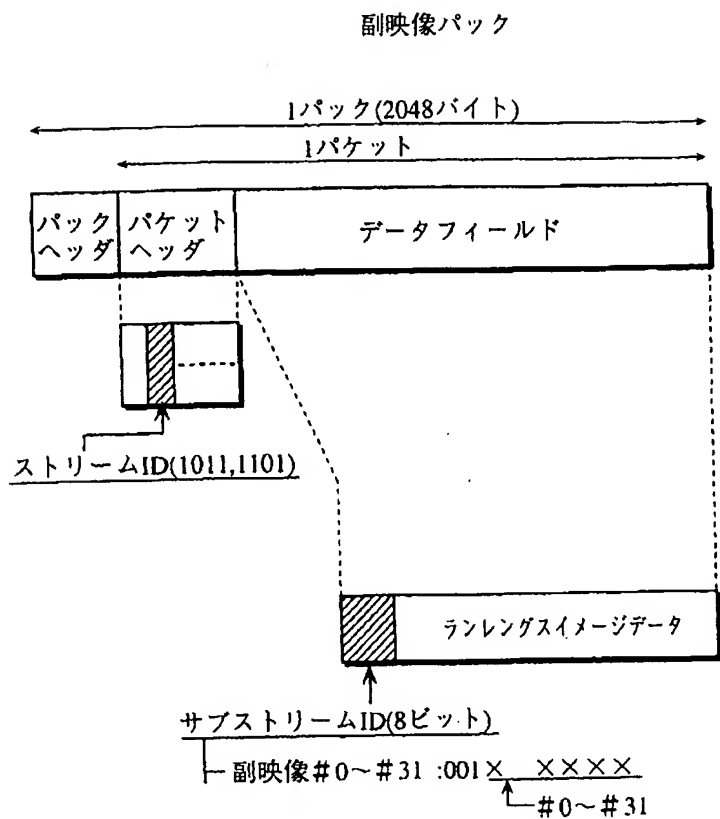 副映像パック
1パック(2048バイト)
1パケット
パック
ヘッダ
パケット
ヘッダ
データフィールド
ストリームID(1011,1101)
ランレングスイメージデータ
サブストリームID(8ビット)
副映像#0~#31 :001× ××××
#0~#31